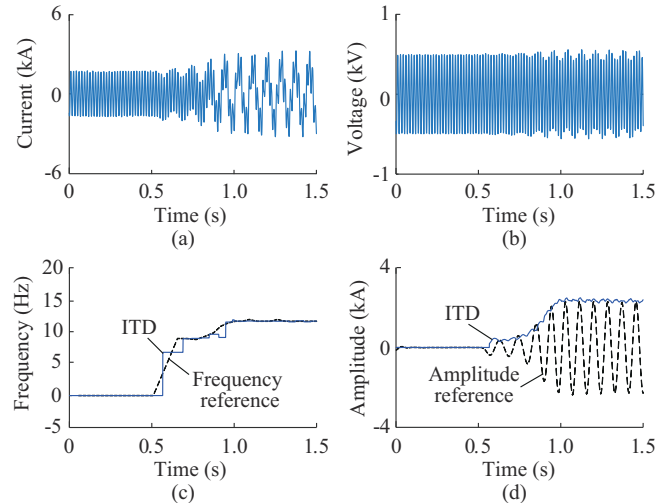 6
0
-6
Current (kA)
0
0.5
1.0
1.5
Time (s)
(a)
1
0
-1
Voltage (kV)
0
0.5
1.0
1.5
Time (s)
(b)
20
15
10
5
0
-5
Frequency (Hz)
ITD
Frequency
reference
0
0.5
1.0
1.5
Time (s)
(c)
4
0
-4
Amplitude (kA)
ITD
Amplitude
reference
0
0.5
1.0
1.5
Time (s)
(d)